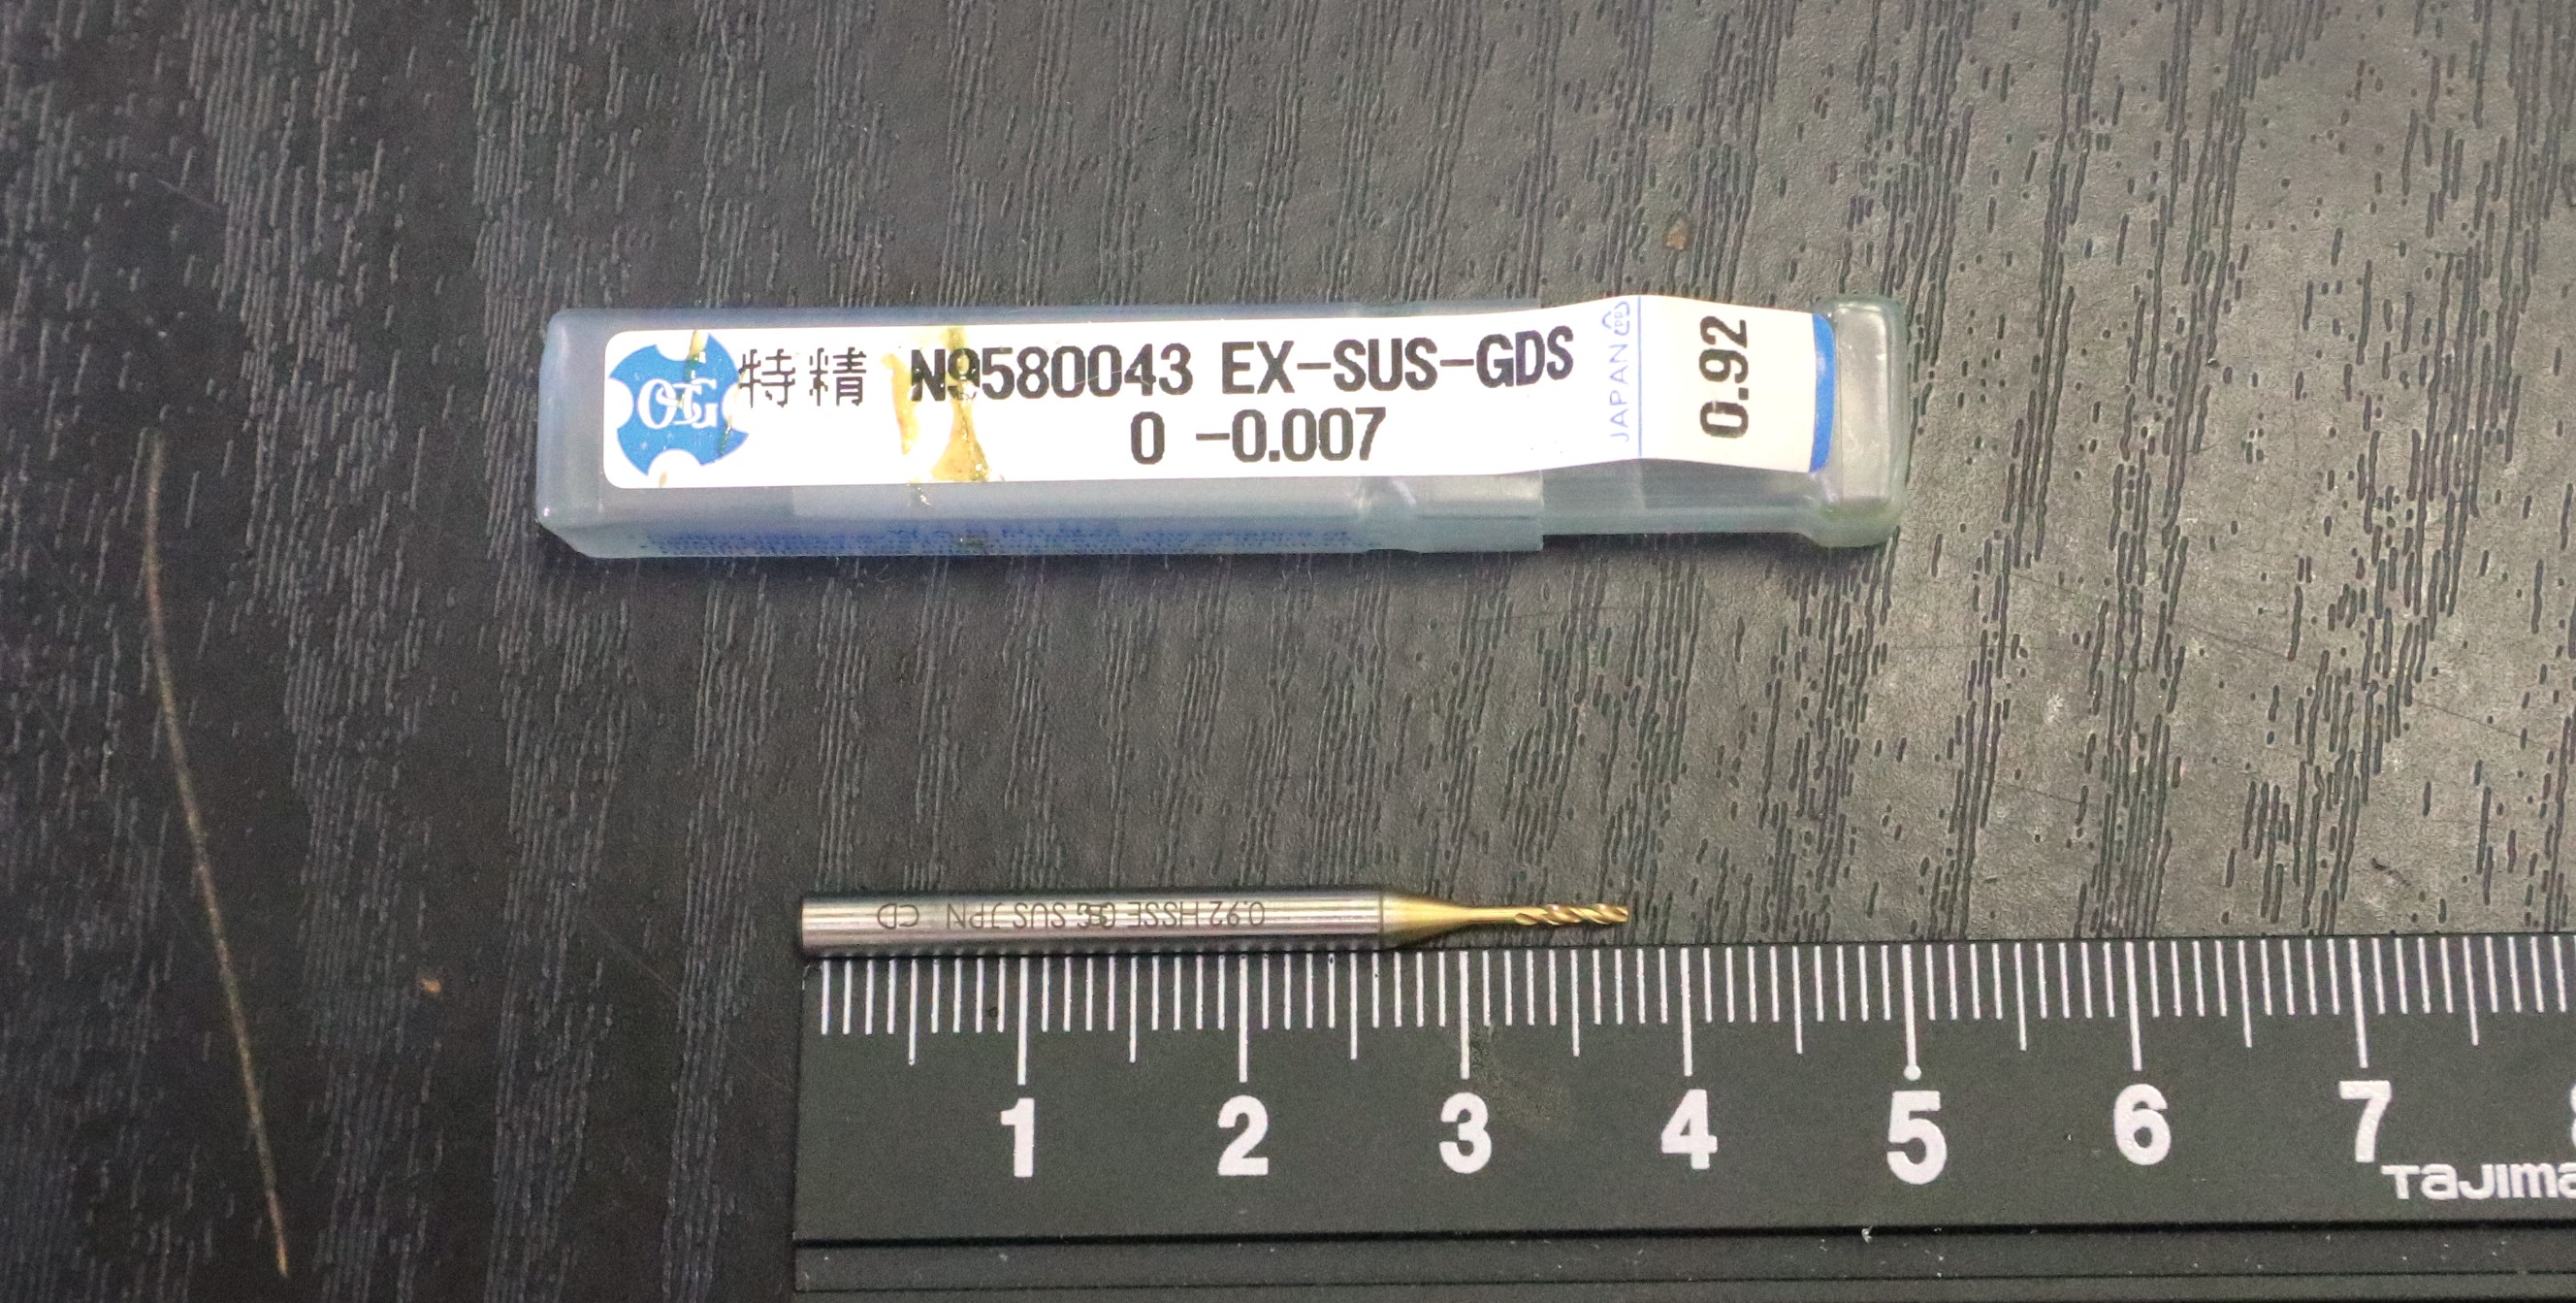 OSG 特精 N9580043 EX-SUS-GDS
0 -0.007
JAPAN
0.92
0.92 HSSE OSG SUS JPN CD
1 2 3 4 5 6 7
TaJIma